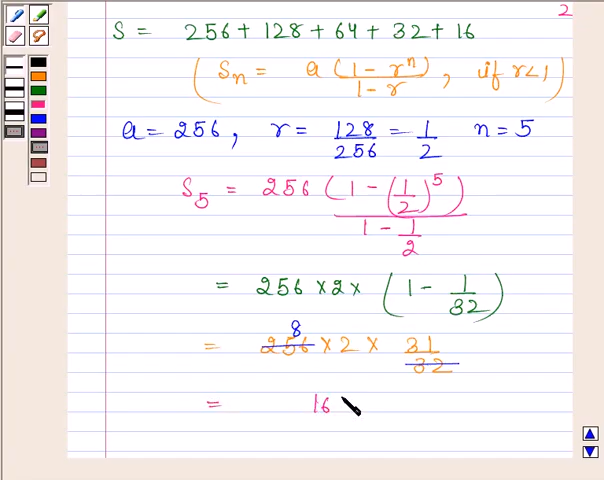 2
S = 256 + 128 + 64 + 32 + 16
( Sn = a (1 - rⁿ) / 1 - r , if r < 1 )
a = 256, r = 128/256 = 1/2 n = 5
S₅ = 256 (1 - (1/2)⁵) / 1 - 1/2
= 256 × 2 × (1 - 1/32)
8
= 256 × 2 × 31/32
= 16